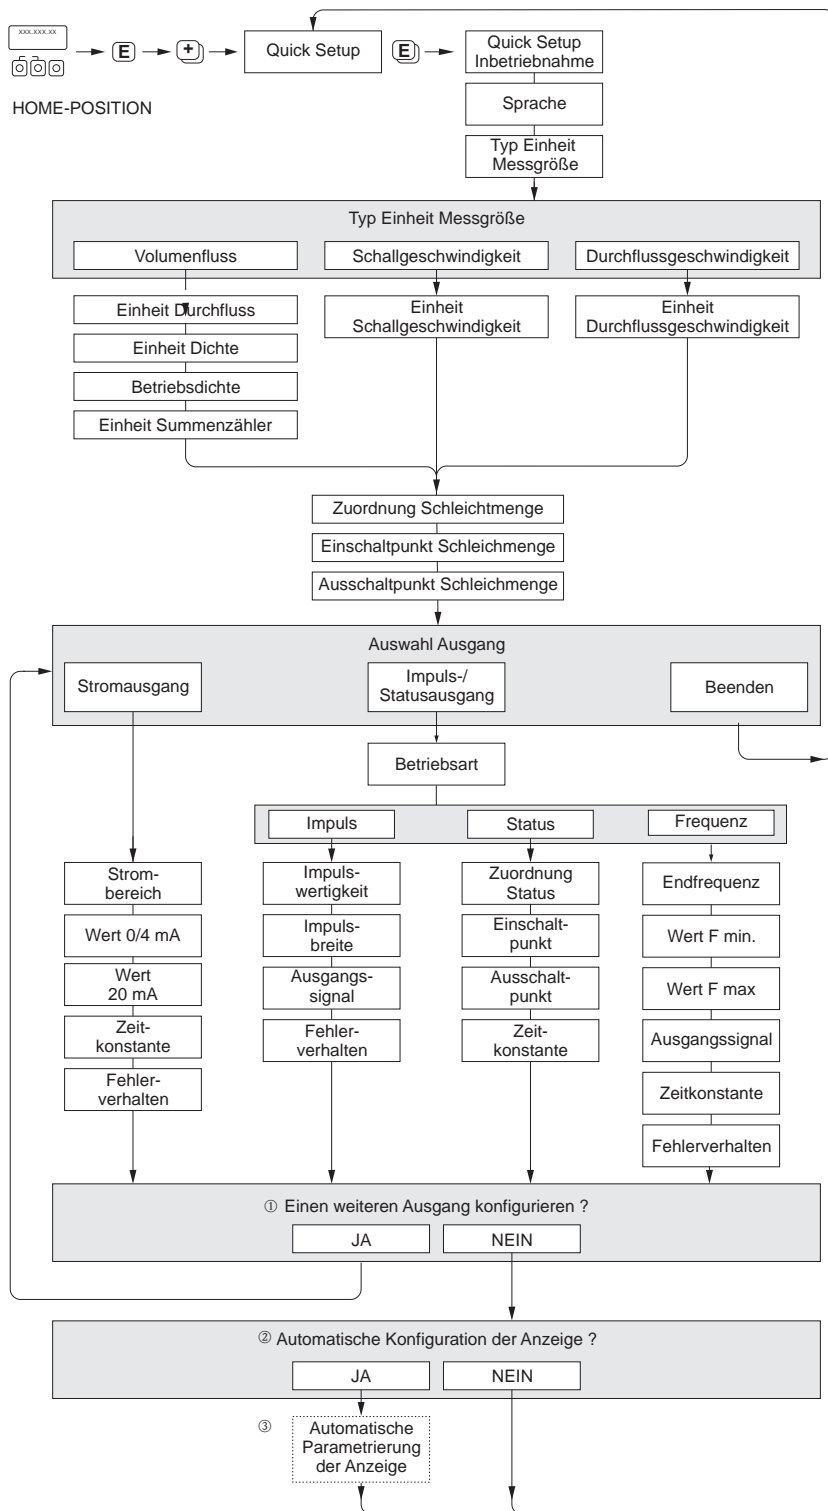 xxx.xxx.xx
E
+
Quick Setup
E
Quick Setup
Inbetriebnahme
HOME-POSITION
Sprache
Typ Einheit
Messgröße
Typ Einheit Messgröße
Volumenfluss
Schallgeschwindigkeit
Durchflussgeschwindigkeit
Einheit Durchfluss
Einheit
Schallgeschwindigkeit
Einheit
Durchflussgeschwindigkeit
Einheit Dichte
Betriebsdichte
Einheit Summenzähler
Zuordnung Schleichtmenge
Einschaltpunkt Schleichmenge
Ausschaltpunkt Schleichmenge
Auswahl Ausgang
Stromausgang
Impuls-/
Statusausgang
Beenden
Betriebsart
Impuls
Status
Frequenz
Strom-
bereich
Wert 0/4 mA
Wert
20 mA
Zeit-
konstante
Fehler-
verhalten
Impuls-
wertigkeit
Impuls-
breite
Ausgangs-
signal
Fehler-
verhalten
Zuordnung
Status
Einschalt-
punkt
Ausschalt-
punkt
Zeit-
konstante
Endfrequenz
Wert F min.
Wert F max
Ausgangssignal
Zeitkonstante
Fehlerverhalten
① Einen weiteren Ausgang konfigurieren ?
JA
NEIN
② Automatische Konfiguration der Anzeige ?
JA
NEIN
③
Automatische
Parametrierung
der Anzeige